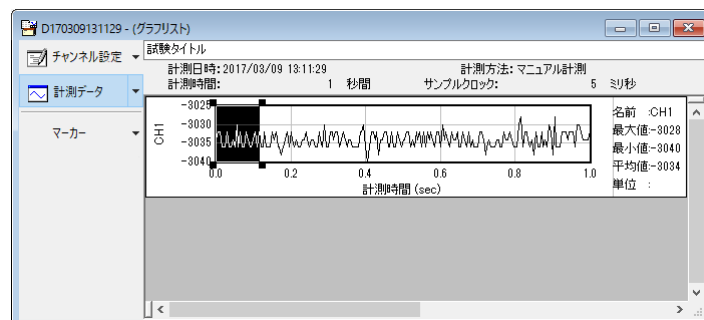 D170309131129 - (グラフリスト)
チャンネル設定
試験タイトル
計測日時: 2017/03/09 13:11:29 計測方法: マニュアル計測
計測時間: 1 秒間 サンプルクロック: 5 ミリ秒
計測データ
マーカー
CH1
-3025
-3030
-3035
-3040
0.0 0.2 0.4 0.6 0.8 1.0
計測時間 (sec)
名前 :CH1
最大値:-3028
最小値:-3040
平均値:-3034
単位 :